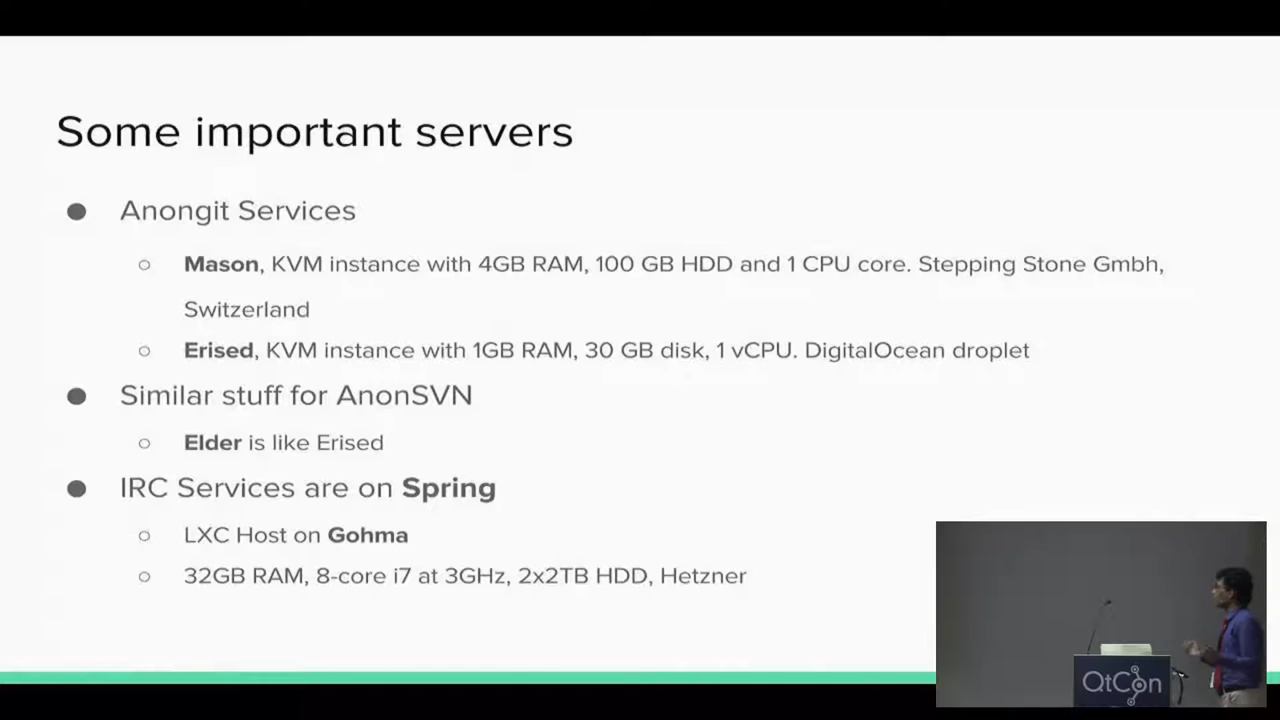 Some important servers
● Anongit Services
○ Mason, KVM instance with 4GB RAM, 100 GB HDD and 1 CPU core. Stepping Stone Gmbh,
Switzerland
○ Erised, KVM instance with 1GB RAM, 30 GB disk, 1 vCPU. DigitalOcean droplet
● Similar stuff for AnonSVN
○ Elder is like Erised
● IRC Services are on Spring
○ LXC Host on Gohma
○ 32GB RAM, 8-core i7 at 3GHz, 2x2TB HDD, Hetzner
QtCon